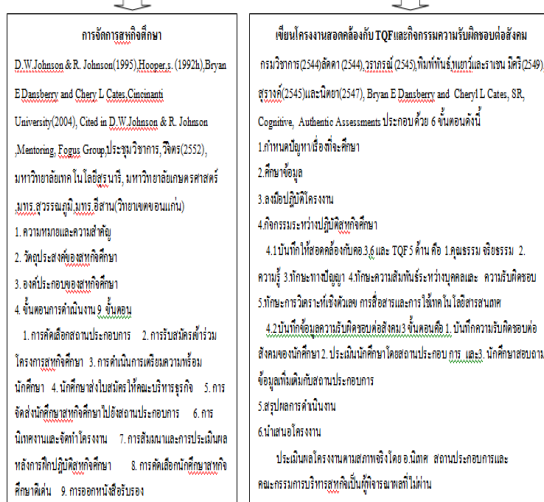 การจัดการสหกิจศึกษา
D.W.Johnson & R. Johnson(1995),Hooper,s. (1992h),Bryan
E Dansberry and Chery L Cates,Cincinanti
University(2004), Cited in D.W.Johnson & R. Johnson
,Mentoring, Fogus Group,ประชุมวิชาการ, วิจิตร(2552),
มหาวิทยาลัยเทคโนโลยีสุรนารี, มหาวิทยาลัยเกษตรศาสตร์
,มทร.สุวรรณภูมิ,มทร.อีสาน(วิทยาเขตขอนแก่น)
1. ความหมายและความสำคัญ
2. วัตถุประสงค์ของสหกิจศึกษา
3. องค์ประกอบของสหกิจศึกษา
4. ขั้นตอนการดำเนินงาน 9 ขั้นตอน
1. การคัดเลือกสถานประกอบการ 2. การรับสมัครเข้าร่วม
โครงการสหกิจศึกษา 3. การดำเนินการเตรียมความพร้อม
นักศึกษา 4. นักศึกษาส่งใบสมัครให้คณะบริหารธุรกิจ 5. การ
จัดส่งนักศึกษาสหกิจศึกษาไปยังสถานประกอบการ 6. การ
นิเทศงานและจัดทำโครงงาน 7. การสัมมนาและการประเมินผล
หลังการฝึกปฏิบัติสหกิจศึกษา 8. การคัดเลือกนักศึกษาสหกิจ
ศึกษาดีเด่น 9. การออกหนังสือรับรอง
เขียนโครงงานสอดคล้องกับ TQFและกิจกรรมความรับผิดชอบต่อสังคม
กรมวิชาการ(2544)ลัดดา (2544),วราภรณ์ (2545),พิมพ์พันธ์,พเยาว์และราเชน มีศรี(2549),
สุรางค์(2545)และนิตยา(2547), Bryan E Dansberry and Cheryl L Cates, SR,
Cognitive, Authentic Assessments ประกอบด้วย 6 ขั้นตอนดังนี้
1.กำหนดปัญหา/เรื่องที่จะศึกษา
2.ศึกษาข้อมูล
3.ลงมือปฏิบัติโครงงาน
4.กิจกรรมระหว่างปฏิบัติสหกิจศึกษา
4.1บันทึกให้สอดคล้องกับคอ3,6 และ TQF 5 ด้าน คือ 1.คุณธรรม จริยธรรม 2.
ความรู้ 3.ทักษะทางปัญญา 4.ทักษะความสัมพันธ์ระหว่างบุคคลและ ความรับผิดชอบ
5.ทักษะการวิเคราะห์เชิงตัวเลข การสื่อสารและการใช้เทคโนโลยีสารสนเทศ
4.2บันทึกข้อมูลความรับผิดชอบต่อสังคม3 ขั้นตอนคือ 1. บันทึกความรับผิดชอบต่อ
สังคมของนักศึกษา 2. ประเมินนักศึกษาโดยสถานประกอบ การ และ3. นักศึกษาสอบถาม
ข้อมูลเพิ่มเติมกับสถานประกอบการ
5.สรุปผลการดำเนินงาน
6.นำเสนอโครงงาน
ประเมินผลโครงงานตามสภาพจริงโดย อ.นิเทศ สถานประกอบการและ
คณะกรรมการบริหารสหกิจเป็นผู้พิจารณาผลที่ไม่ผ่าน